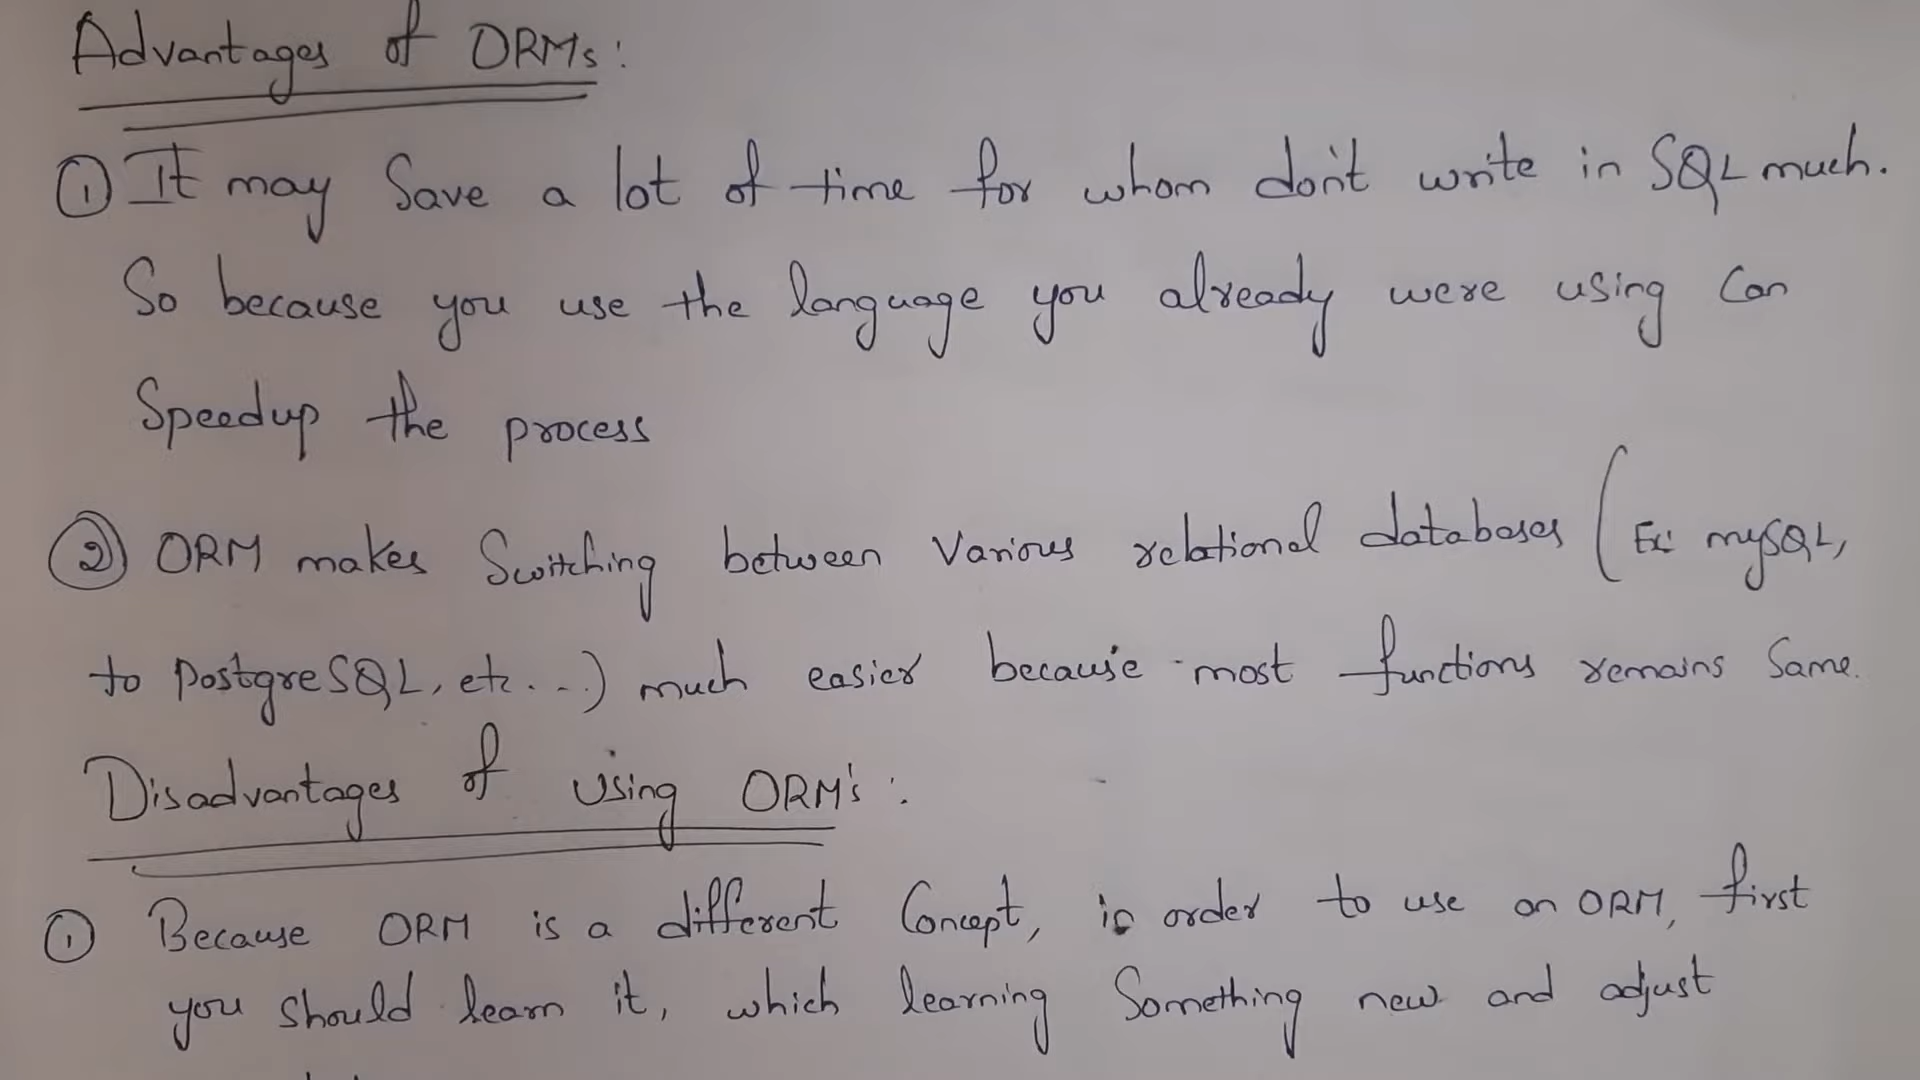 Advantages of ORMs:
① It may Save a lot of time for whom don't write in SQL much.
So because you use the language you already were using Can
Speedup the process
② ORM makes Switching between Various relational databases (Ex: mySQL,
to PostgreSQL, etc...) much easier because most functions remains Same.
Disadvantages of Using ORM's:
① Because ORM is a different Concept, in order to use an ORM, first
you should learn it, which learning Something new and adjust